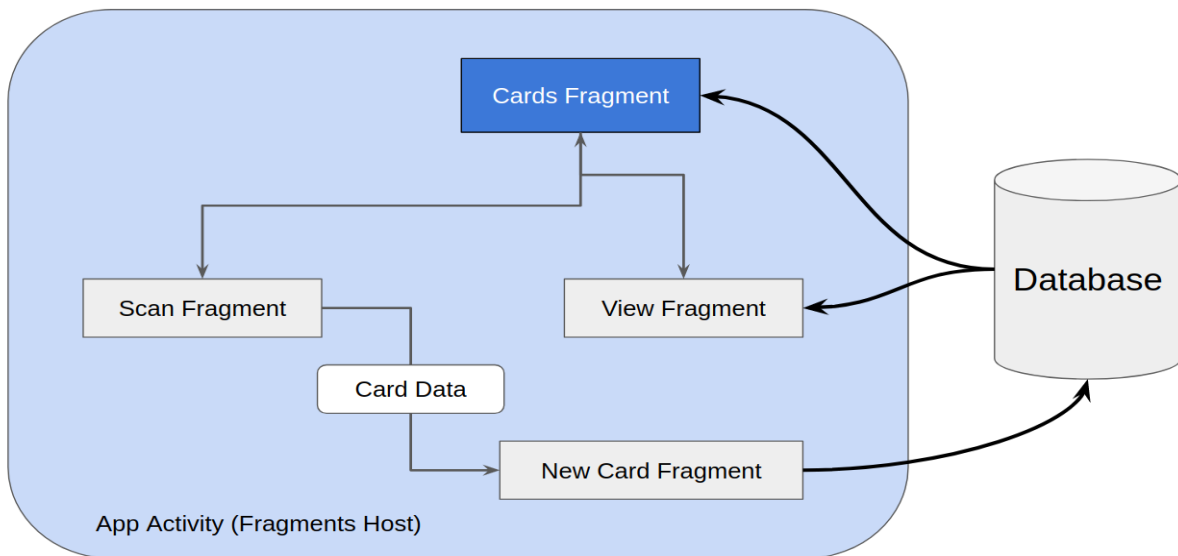 Cards Fragment
Database
Scan Fragment
View Fragment
Card Data
New Card Fragment
App Activity (Fragments Host)